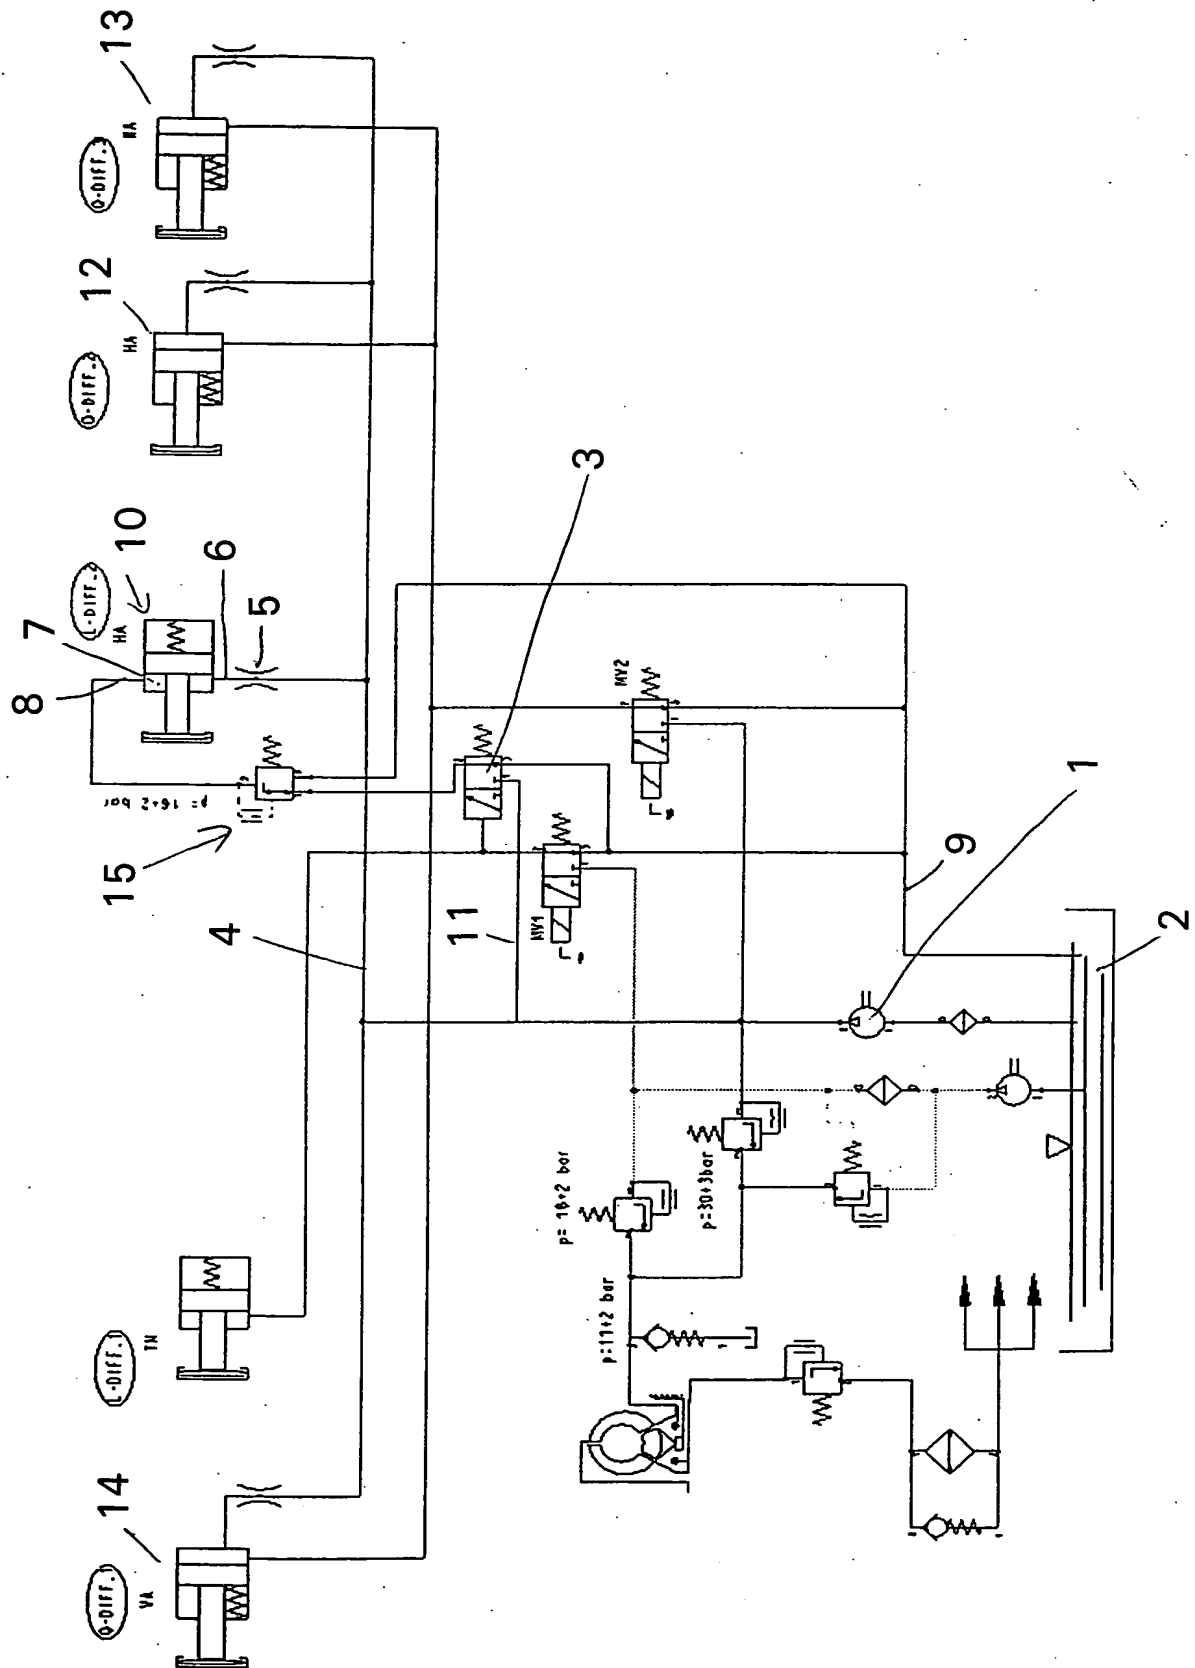 13
Q-DIFF.3
HA
12
Q-DIFF.2
HA
7
8
L-DIFF.2
10
HA
6
5
3
p = 16+2 bar
15
MV2
4
11
MV1
1
9
2
p= 16+2 bar
p=30+3bar
p=11+2 bar
L-DIFF.1
TN
14
Q-DIFF.1
VA